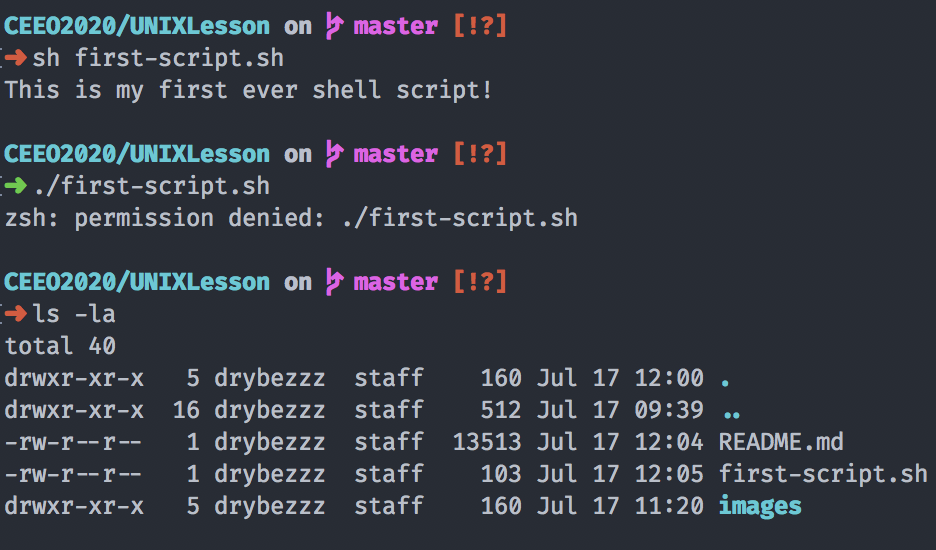 CEEO2020/UNIXLesson on master [!?]
➜ sh first-script.sh
This is my first ever shell script!
CEEO2020/UNIXLesson on master [!?]
➜ ./first-script.sh
zsh: permission denied: ./first-script.sh
CEEO2020/UNIXLesson on master [!?]
➜ ls -la
total 40
drwxr-xr-x 5 drybezzz staff 160 Jul 17 12:00 .
drwxr-xr-x 16 drybezzz staff 512 Jul 17 09:39 ..
-rw-r--r-- 1 drybezzz staff 13513 Jul 17 12:04 README.md
-rw-r--r-- 1 drybezzz staff 103 Jul 17 12:05 first-script.sh
drwxr-xr-x 5 drybezzz staff 160 Jul 17 11:20 images